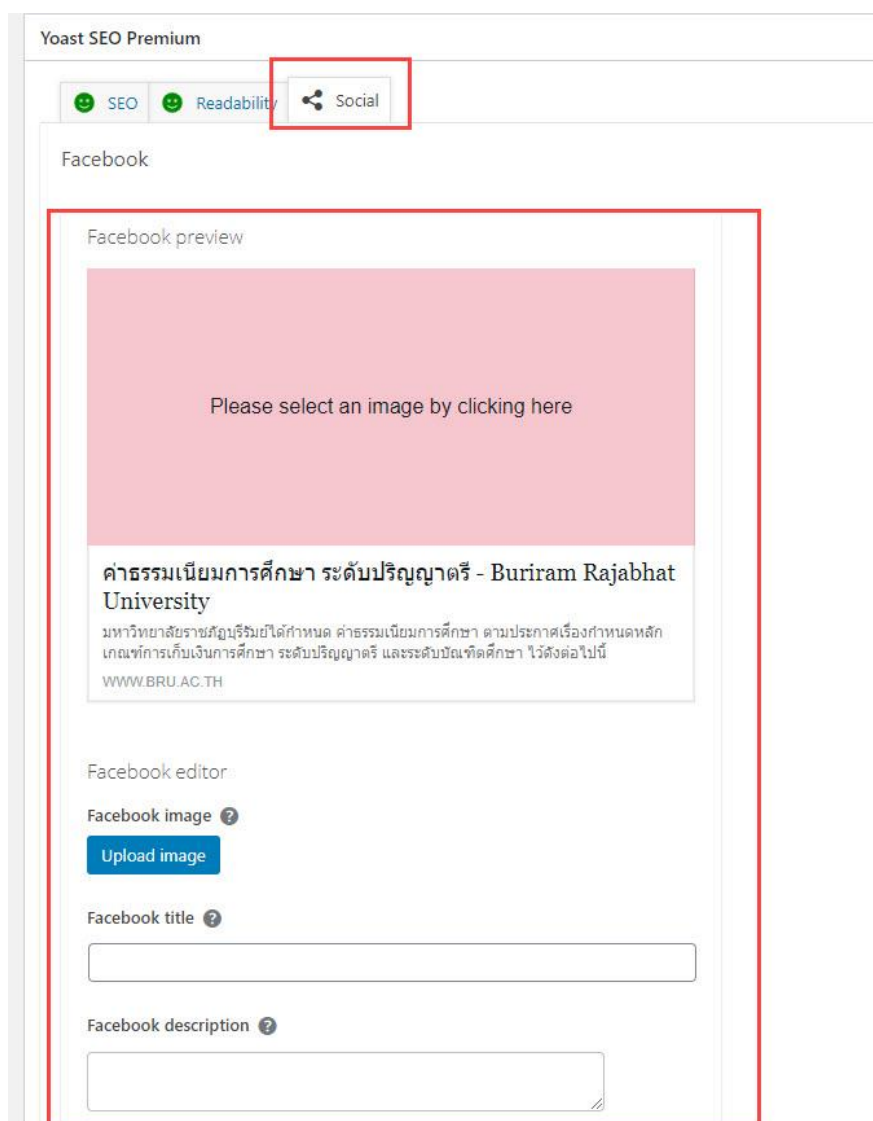 Yoast SEO Premium
SEO
Readability
Social
Facebook
Facebook preview
Please select an image by clicking here
ค่าธรรมเนียมการศึกษา ระดับปริญญาตรี - Buriram Rajabhat
University
มหาวิทยาลัยราชภัฏบุรีรัมย์ได้กำหนด ค่าธรรมเนียมการศึกษา ตามประกาศเรื่องกำหนดหลัก
เกณฑ์การเก็บเงินการศึกษา ระดับปริญญาตรี และระดับบัณฑิตศึกษา ไว้ดังต่อไปนี้
WWW.BRU.AC.TH
Facebook editor
Facebook image
Upload image
Facebook title
Facebook description